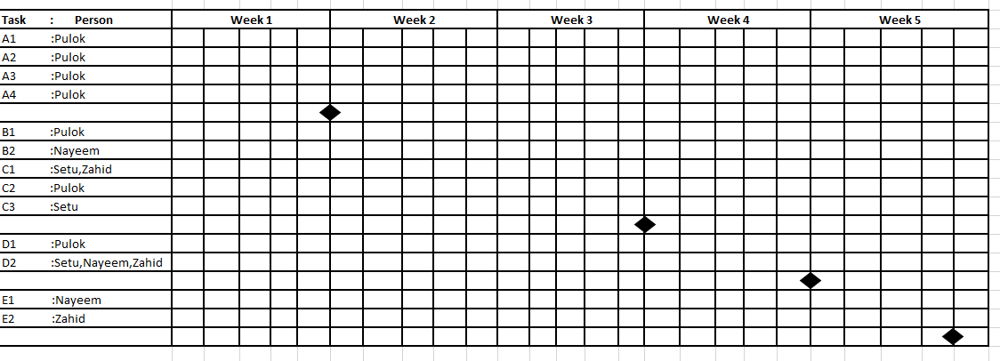 Task : Person Week 1 Week 2 Week 3 Week 4 Week 5
A1 :Pulok
A2 :Pulok
A3 :Pulok
A4 :Pulok
B1 :Pulok
B2 :Nayeem
C1 :Setu,Zahid
C2 :Pulok
C3 :Setu
D1 :Pulok
D2 :Setu,Nayeem,Zahid
E1 :Nayeem
E2 :Zahid